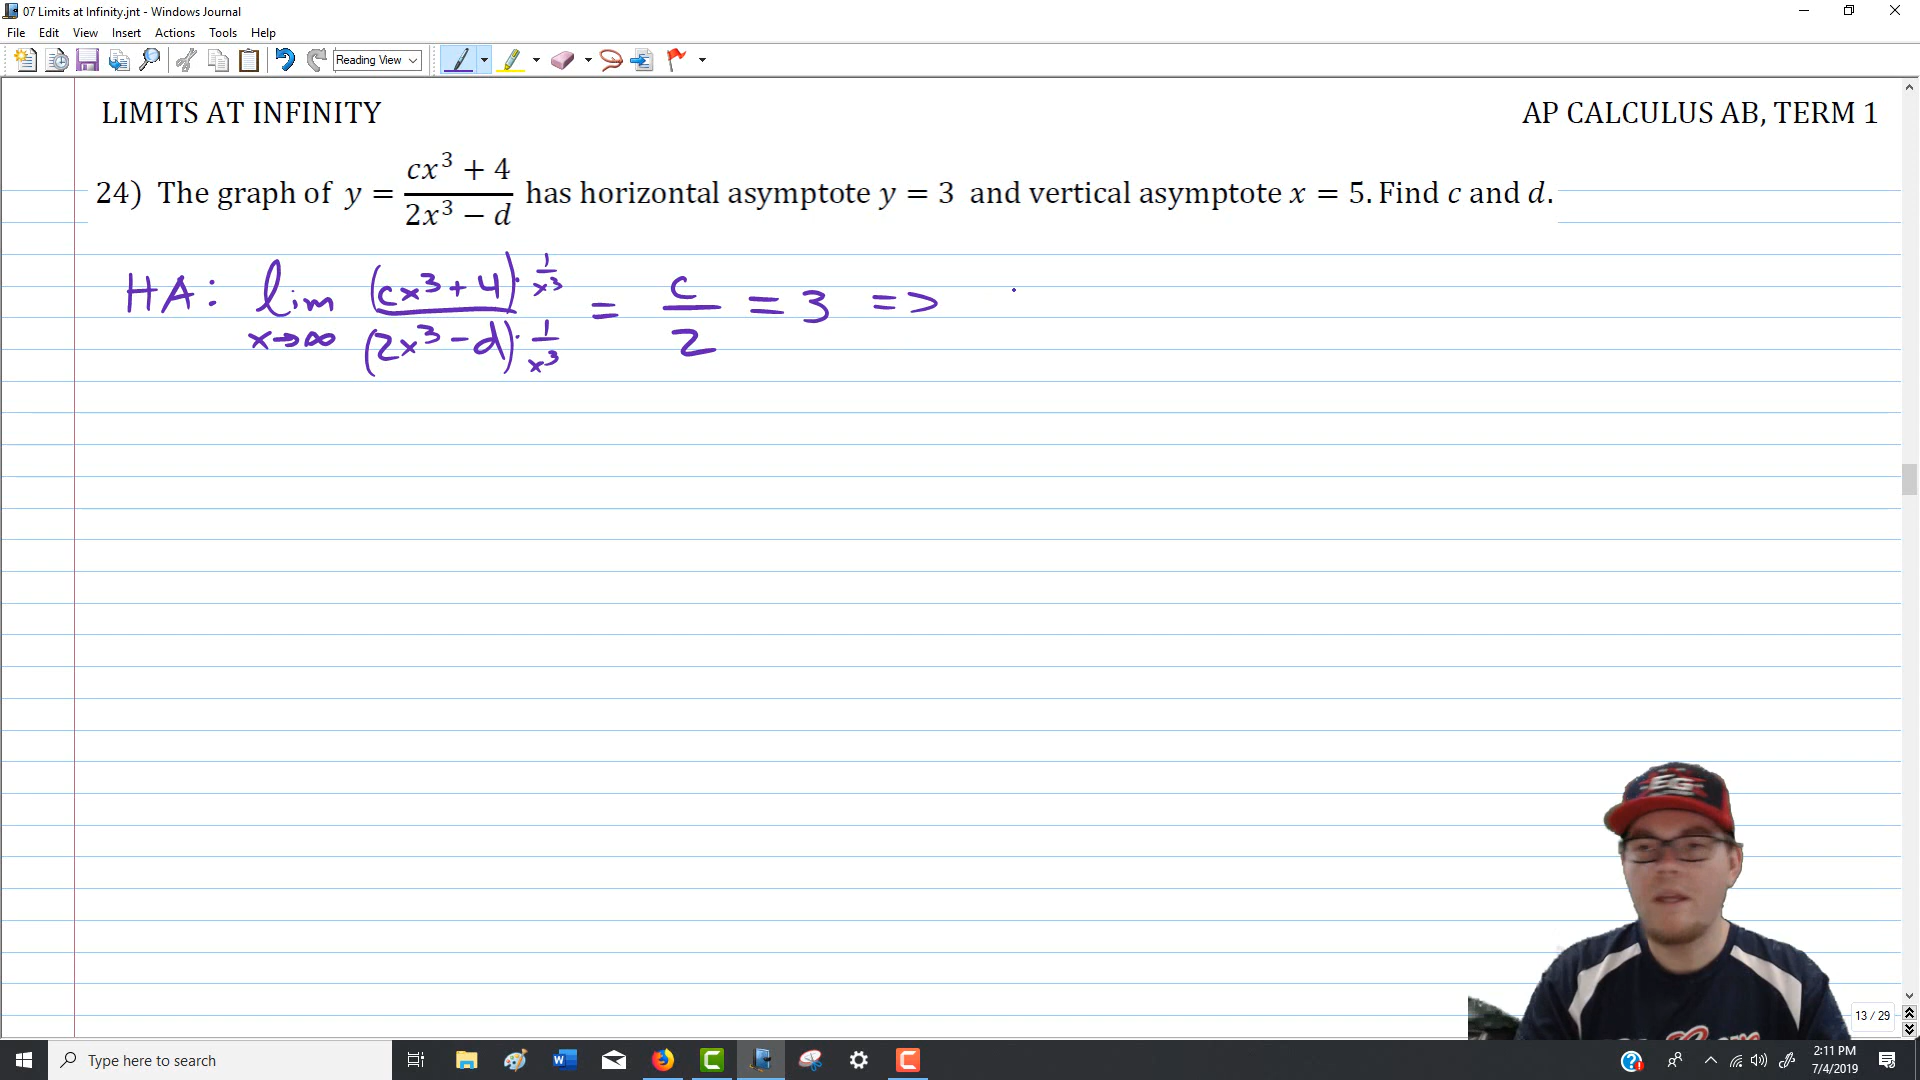 07 Limits at Infinity.jnt - Windows Journal
File Edit View Insert Actions Tools Help
Reading View
LIMITS AT INFINITY AP CALCULUS AB, TERM 1
24) The graph of y = (cx³ + 4)/(2x³ − d) has horizontal asymptote y = 3 and vertical asymptote x = 5. Find c and d.
HA: lim x→∞ (cx³+4)·1/x³ / (2x³−d)·1/x³ = c/2 = 3 =>
EG
13 / 29
Type here to search
2:11 PM
7/4/2019